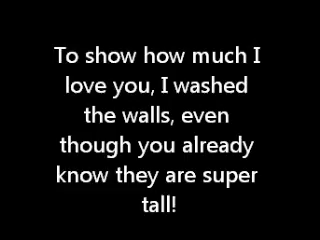 To show how much I
love you, I washed
the walls, even
though you already
know they are super
tall!